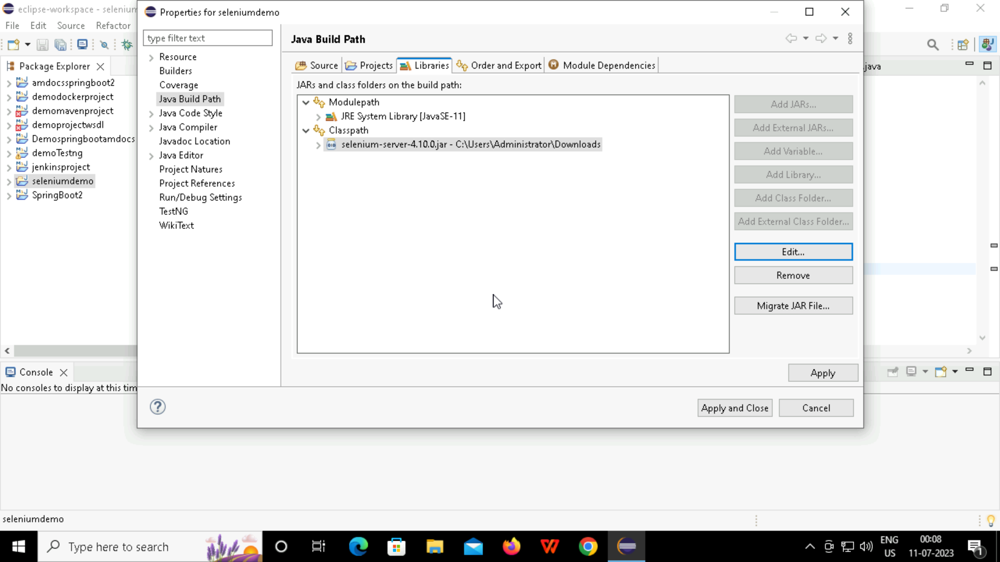 eclipse-workspace - selenium
File Edit Source Refactor
Package Explorer
amdocsspringboot2
demodockerproject
demomavenproject
demoprojectwsdl
Demospringbootamdocs
demoTestng
jenkinsproject
seleniumdemo
SpringBoot2
Properties for seleniumdemo
type filter text
Resource
Builders
Coverage
Java Build Path
Java Code Style
Java Compiler
Javadoc Location
Java Editor
Project Natures
Project References
Run/Debug Settings
TestNG
WikiText
Java Build Path
Source Projects Libraries Order and Export Module Dependencies
JARs and class folders on the build path:
Modulepath
JRE System Library [JavaSE-11]
Classpath
selenium-server-4.10.0.jar - C:\Users\Administrator\Downloads
Add JARs...
Add External JARs...
Add Variable...
Add Library...
Add Class Folder...
Add External Class Folder...
Edit...
Remove
Migrate JAR File...
Apply
Apply and Close Cancel
.java
Console
No consoles to display at this tim
seleniumdemo
Type here to search
ENG
US
00:08
11-07-2023
1